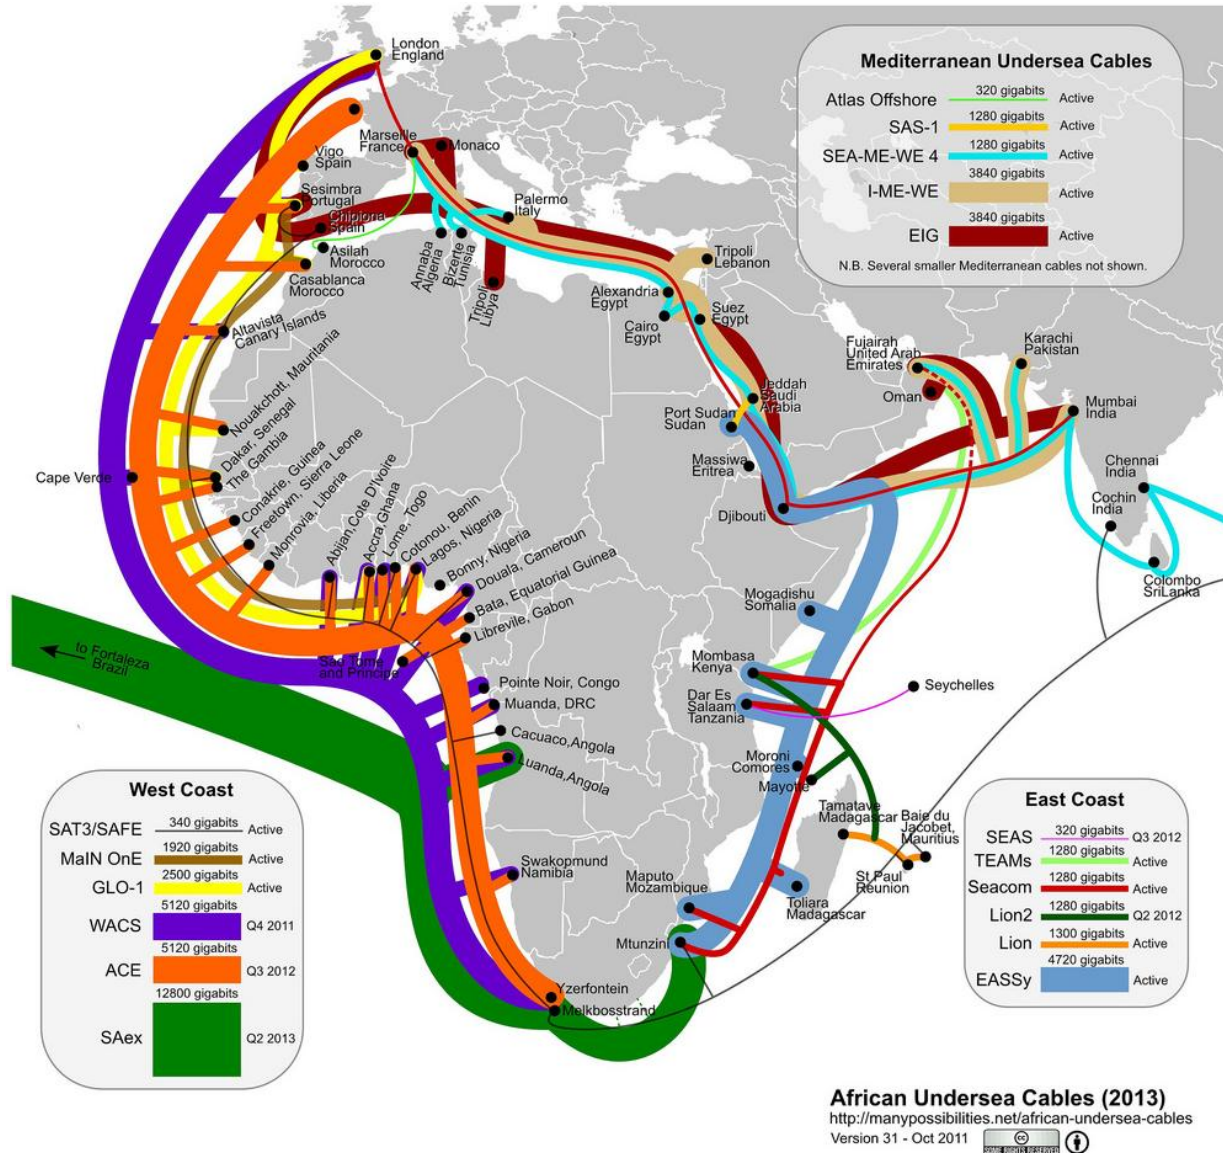 London
England
Marseille
France
Monaco
Vigo
Spain
Sesimbra
Portugal
Chipiona
Spain
Asilah
Morocco
Casablanca
Morocco
Altavista
Canary Islands
Palermo
Italy
Annaba
Algeria
Bizerte
Tunisia
Tripoli
Libya
Tripoli
Lebanon
Alexandria
Egypt
Cairo
Egypt
Suez
Egypt
Jeddah
Saudi
Arabia
Port Sudan
Sudan
Massiwa
Eritrea
Djibouti
Fujairah
United Arab
Emirates
Oman
Karachi
Pakistan
Mumbai
India
Chennai
India
Cochin
India
Colombo
SriLanka
Nouakchott, Mauritania
Dakar, Senegal
The Gambia
Cape Verde
Conakrie, Guinea
Freetown, Sierra Leone
Monrovia, Liberia
Abijan,Cote D'Ivoire
Accra,Ghana
Lome,Togo
Cotonou, Benin
Lagos, Nigeria
Bonny, Nigeria
Douala, Cameroun
Bata, Equatorial Guinea
Libreville, Gabon
Sao Tome
and Principe
to Fortaleza
Brazil
Pointe Noir, Congo
Muanda, DRC
Cacuaco,Angola
Luanda,Angola
Swakopmund
Namibia
Yzerfontein
Melkbosstrand
Mogadishu
Somalia
Mombasa
Kenya
Dar Es
Salaam
Tanzania
Seychelles
Moroni
Comores
Mayotte
Tamatave
Madagascar
Baie du
Jacobet,
Mauritius
St Paul
Reunion
Toliara
Madagascar
Maputo
Mozambique
Mtunzini
Mediterranean Undersea Cables
Atlas Offshore 320 gigabits Active
SAS-1 1280 gigabits Active
SEA-ME-WE 4 1280 gigabits Active
I-ME-WE 3840 gigabits Active
EIG 3840 gigabits Active
N.B. Several smaller Mediterranean cables not shown.
West Coast
SAT3/SAFE 340 gigabits Active
MaIN OnE 1920 gigabits Active
GLO-1 2500 gigabits Active
WACS 5120 gigabits Q4 2011
ACE 5120 gigabits Q3 2012
SAex 12800 gigabits Q2 2013
East Coast
SEAS 320 gigabits Q3 2012
TEAMs 1280 gigabits Active
Seacom 1280 gigabits Active
Lion2 1280 gigabits Q2 2012
Lion 1300 gigabits Active
EASSy 4720 gigabits Active
African Undersea Cables (2013)
http://manypossibilities.net/african-undersea-cables
Version 31 - Oct 2011
cc
SOME RIGHTS RESERVED